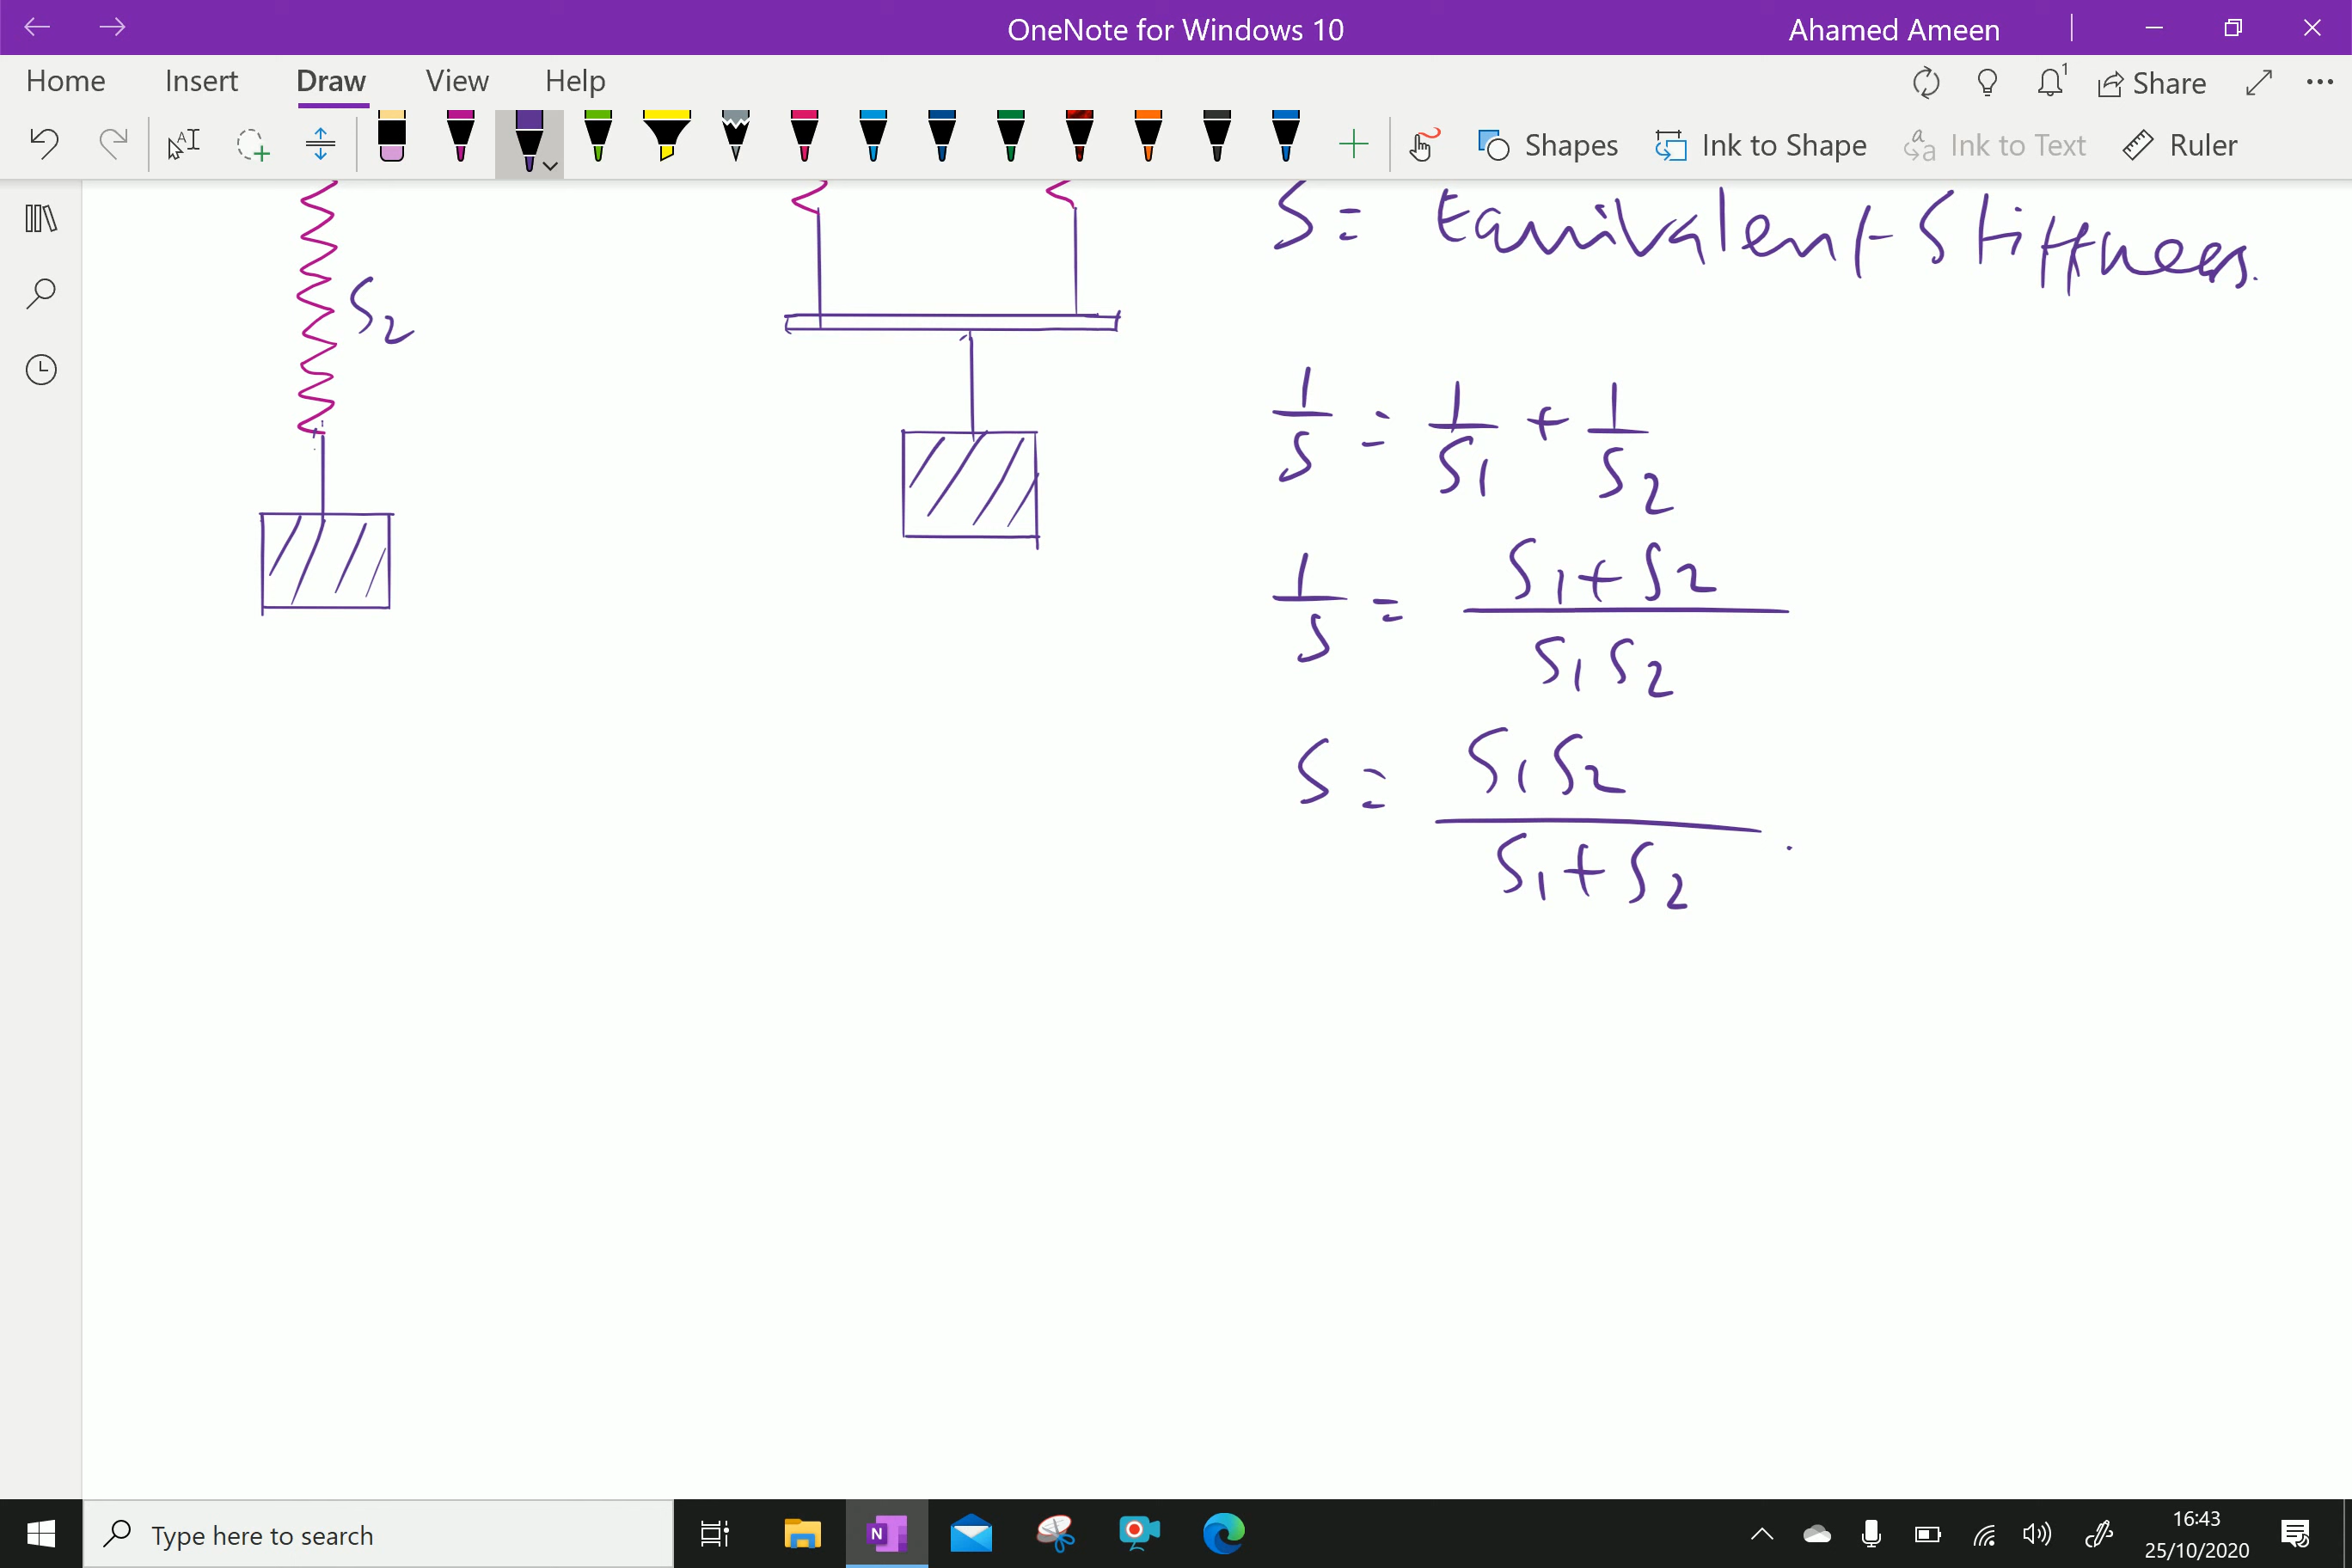 OneNote for Windows 10
Ahamed Ameen
Home Insert Draw View Help
1
Share
Shapes
Ink to Shape
Ink to Text
Ruler
S = Equivalent Stiffness.
S2
1/S = 1/S1 + 1/S2
1/S = S1+S2 / S1S2
S = S1S2 / S1+S2
Type here to search
N
16:43
25/10/2020